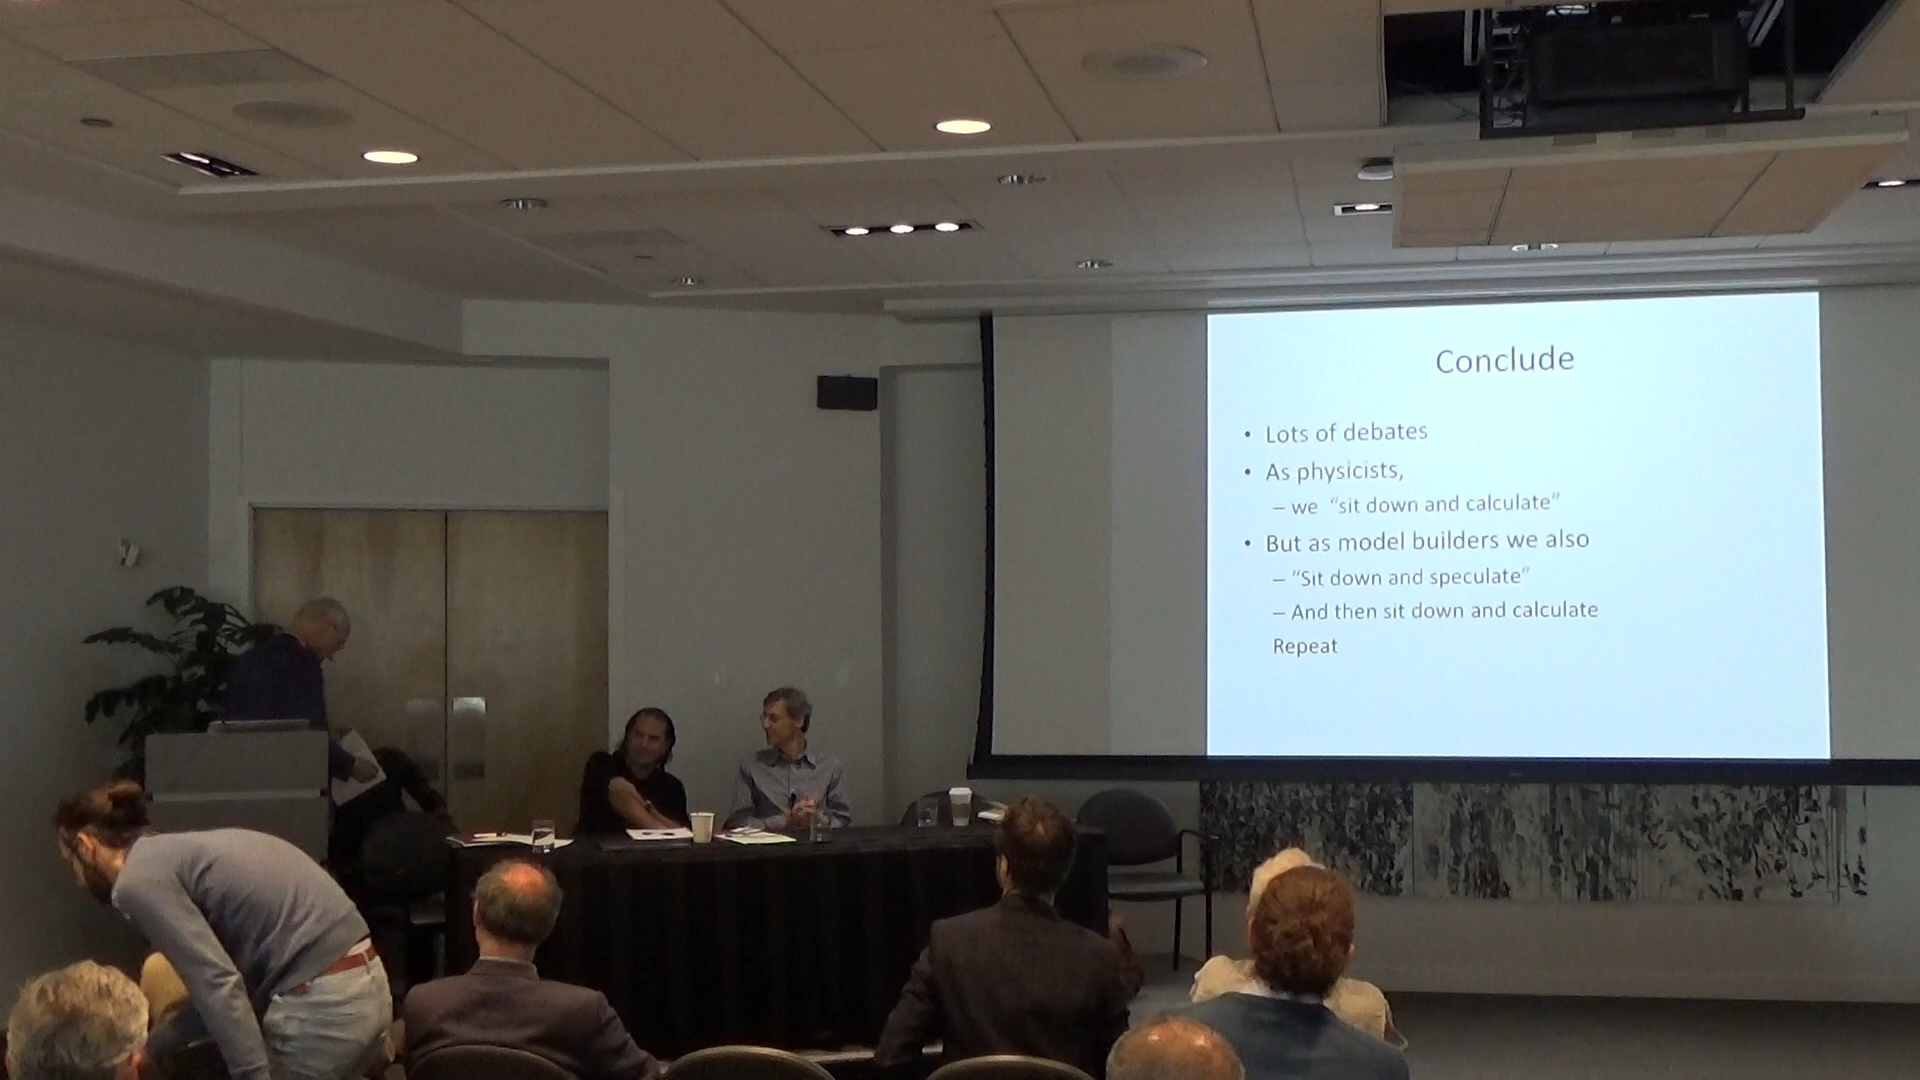 Conclude
• Lots of debates
• As physicists,
– we “sit down and calculate”
• But as model builders we also
– “Sit down and speculate”
– And then sit down and calculate
Repeat